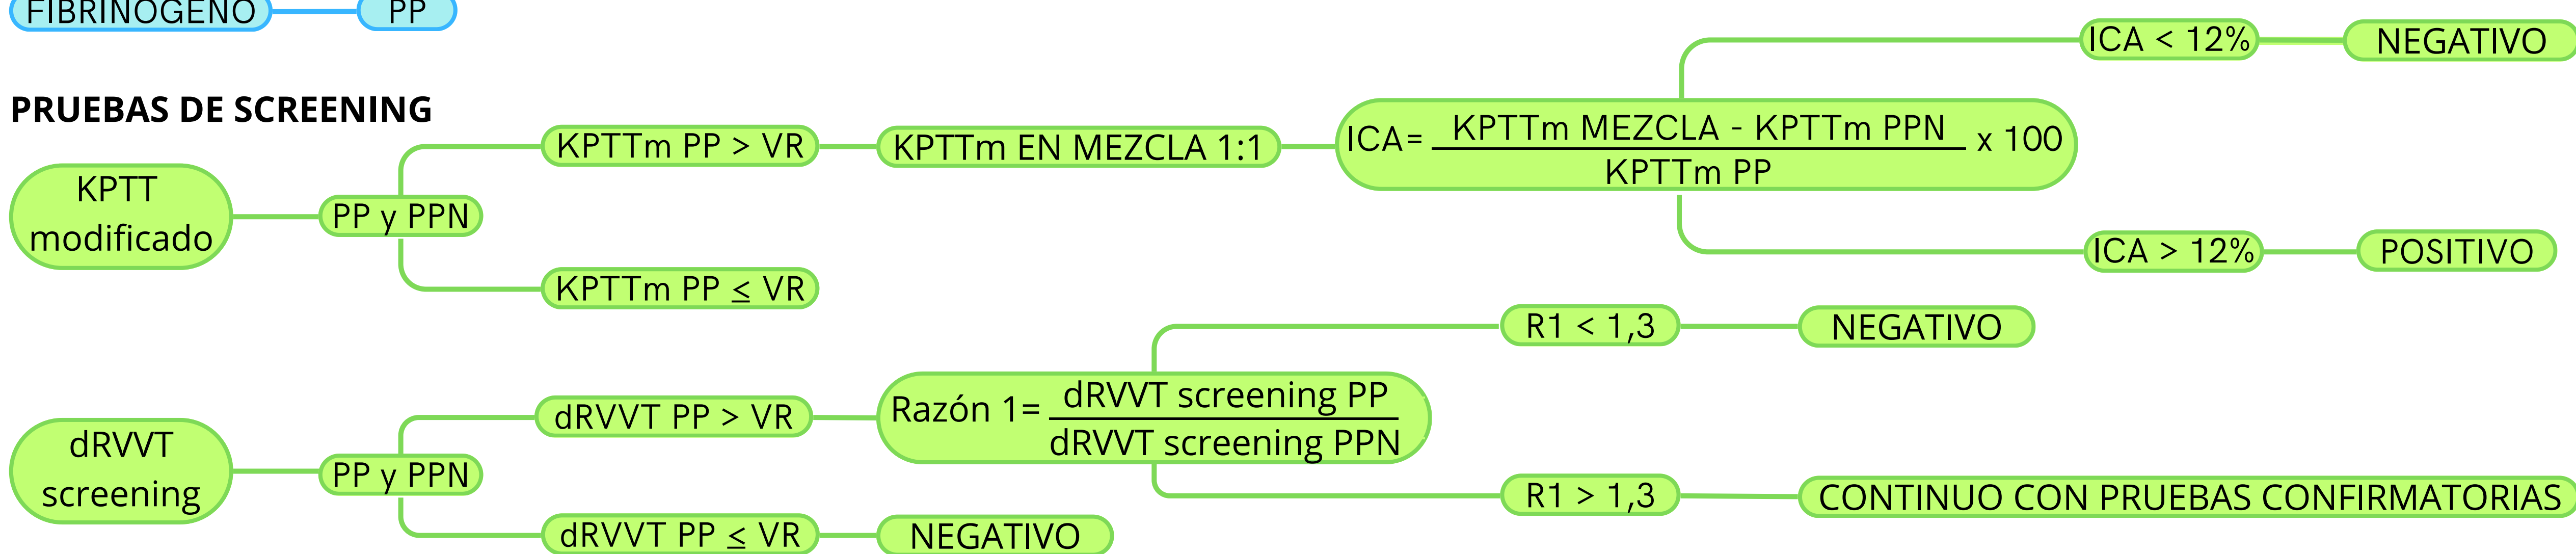 FIBRINOGENO
PP
ICA < 12%
NEGATIVO
PRUEBAS DE SCREENING
KPTTm PP > VR
KPTTm EN MEZCLA 1:1
ICA= KPTTm MEZCLA - KPTTm PPN x 100
KPTTm PP
KPTT
modificado
PP y PPN
ICA > 12%
POSITIVO
KPTTm PP ≤ VR
R1 < 1,3
NEGATIVO
dRVVT PP > VR
Razón 1= dRVVT screening PP
dRVVT screening PPN
dRVVT
screening
PP y PPN
R1 > 1,3
CONTINUO CON PRUEBAS CONFIRMATORIAS
dRVVT PP ≤ VR
NEGATIVO